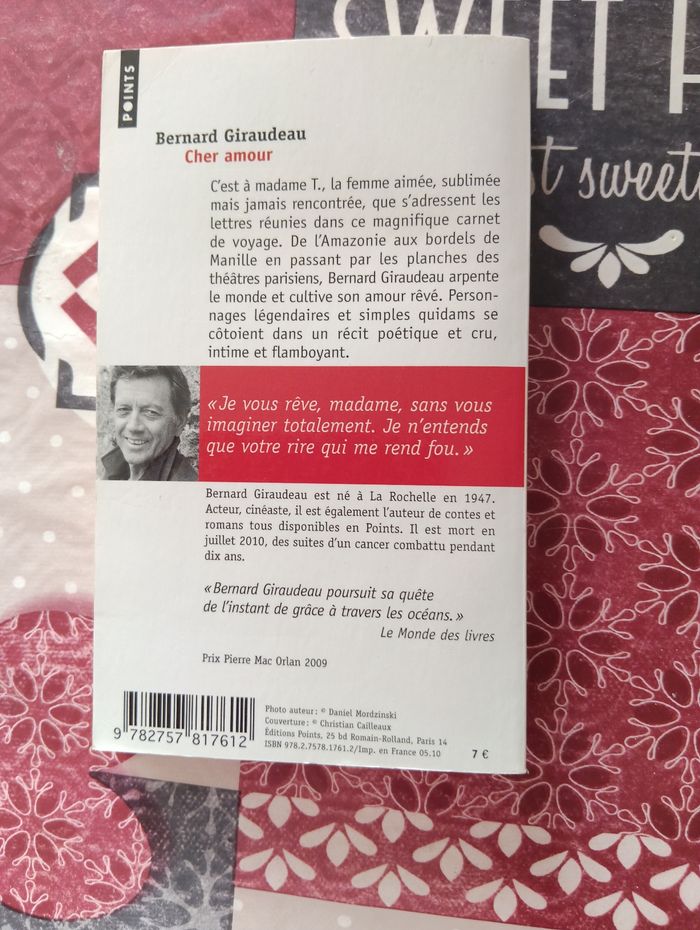 POINTS
SWEET
st sweet
Bernard Giraudeau
Cher amour
C'est à madame T., la femme aimée, sublimée
mais jamais rencontrée, que s'adressent les
lettres réunies dans ce magnifique carnet
de voyage. De l'Amazonie aux bordels de
Manille en passant par les planches des
théâtres parisiens, Bernard Giraudeau arpente
le monde et cultive son amour rêvé. Person-
nages légendaires et simples quidams se
côtoient dans un récit poétique et cru,
intime et flamboyant.
« Je vous rêve, madame, sans vous
imaginer totalement. Je n'entends
que votre rire qui me rend fou. »
Bernard Giraudeau est né à La Rochelle en 1947.
Acteur, cinéaste, il est également l'auteur de contes et
romans tous disponibles en Points. Il est mort en
juillet 2010, des suites d'un cancer combattu pendant
dix ans.
« Bernard Giraudeau poursuit sa quête
de l'instant de grâce à travers les océans. »
Le Monde des livres
Prix Pierre Mac Orlan 2009
9 782757 817612
Photo auteur : © Daniel Mordzinski
Couverture : © Christian Cailleaux
Éditions Points, 25 bd Romain-Rolland, Paris 14
ISBN 978.2.7578.1761.2/Imp. en France 05.10
7 €